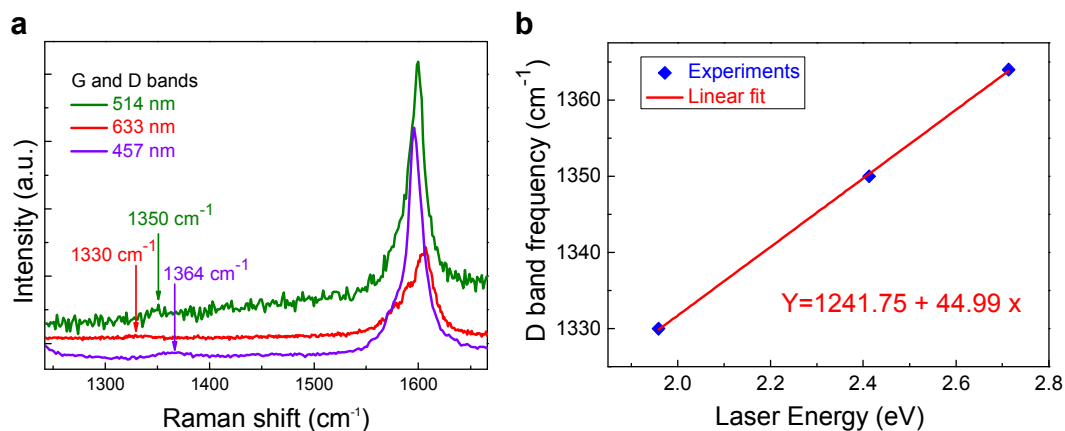 a
G and D bands
514 nm
633 nm
457 nm
1350 cm⁻¹
1330 cm⁻¹
1364 cm⁻¹
Intensity (a.u.)
1300 1400 1500 1600
Raman shift (cm⁻¹)
b
Experiments
Linear fit
1360
1350
1340
1330
D band frequency (cm⁻¹)
Y=1241.75 + 44.99 x
2.0 2.2 2.4 2.6 2.8
Laser Energy (eV)